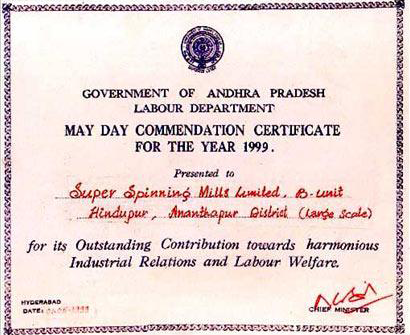 GOVERNMENT OF ANDHRA PRADESH
LABOUR DEPARTMENT
MAY DAY COMMENDATION CERTIFICATE
FOR THE YEAR 1999.
Presented to
Super Spinning Mills Limited, B-unit
Hindupur, Ananthapur District (Large Scale)
for its Outstanding Contribution towards harmonious
Industrial Relations and Labour Welfare.
HYDERABAD
DATE:
CHIEF MINISTER